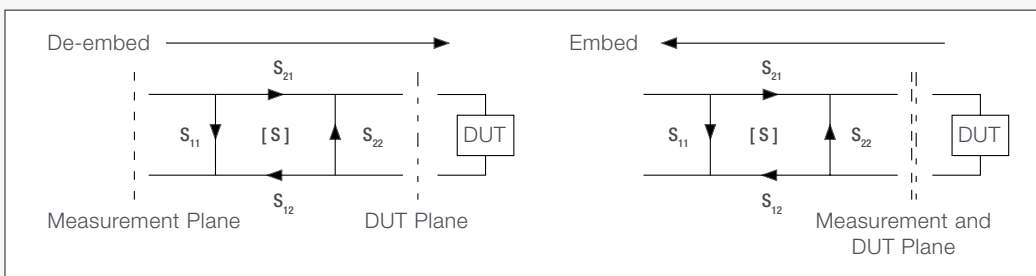 De-embed
S21
S11
[ S ]
S22
DUT
S12
Measurement Plane
DUT Plane
Embed
S21
S11
[ S ]
S22
DUT
S12
Measurement and
DUT Plane